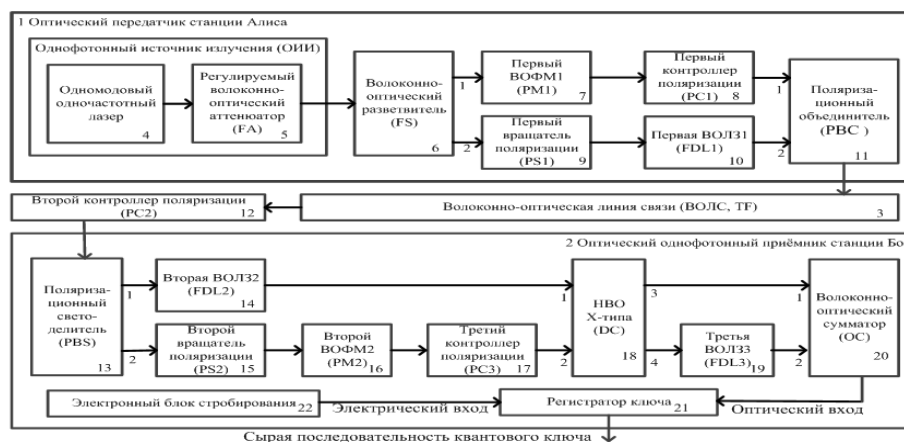 1 Оптический передатчик станции Алиса
Однофотонный источник излучения (ОИИ)
Одномодовый
одночастотный
лазер
4
Регулируемый
волоконно-
оптический
аттенюатор
(FA)
5
Волоконно-
оптический
разветвитель
(FS)
6
1
2
Первый
ВОФМ1
(PM1)
7
Первый
контроллер
поляризации
(PC1)
8
1
Первый
вращатель
поляризации
(PS1)
9
Первая
ВОЛЗ1
(FDL1)
10
2
Поляриза-
ционный
объединитель
(PBC )
11
Второй контроллер поляризации
(PC2)
12
Волоконно-оптическая линия связи (ВОЛС, TF)
3
2 Оптический однофотонный приёмник станции Бо
Поляриза-
ционный
свето-
делитель
(PBS)
13
1
2
Вторая ВОЛЗ2
(FDL2)
14
Второй
вращатель
поляризации
(PS2)
15
Второй
ВОФМ2
(PM2)
16
Третий
контроллер
поляризации
(PC3)
17
1
2
НВО
X-типа
(DC)
18
3
4
Третья
ВОЛЗ3
(FDL3)
19
1
2
Волоконно-
оптический
сумматор
(OC)
20
Электронный блок стробирования
22
Электрический вход
Регистратор ключа
21
Оптический вход
Сырая последовательность квантового ключа